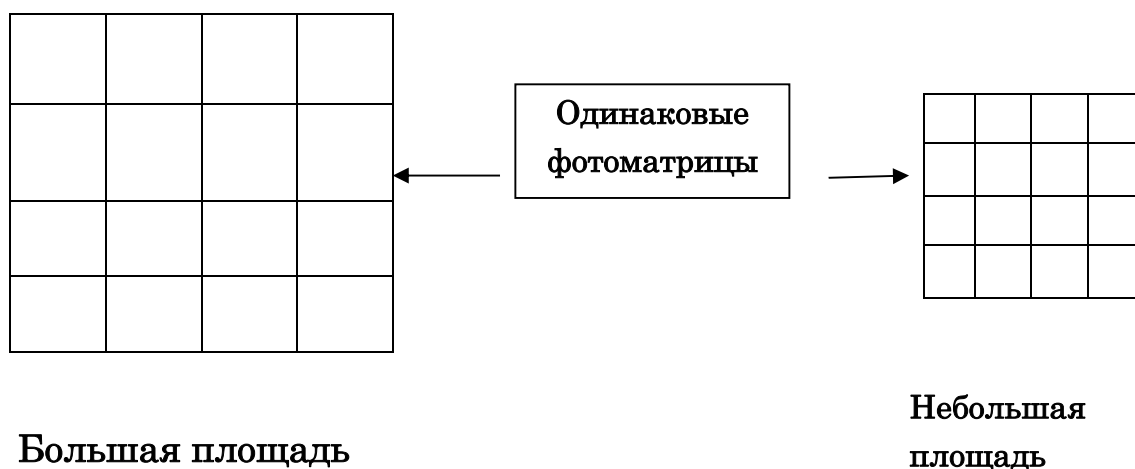 Одинаковые
фотоматрицы
Большая площадь
Небольшая
площадь